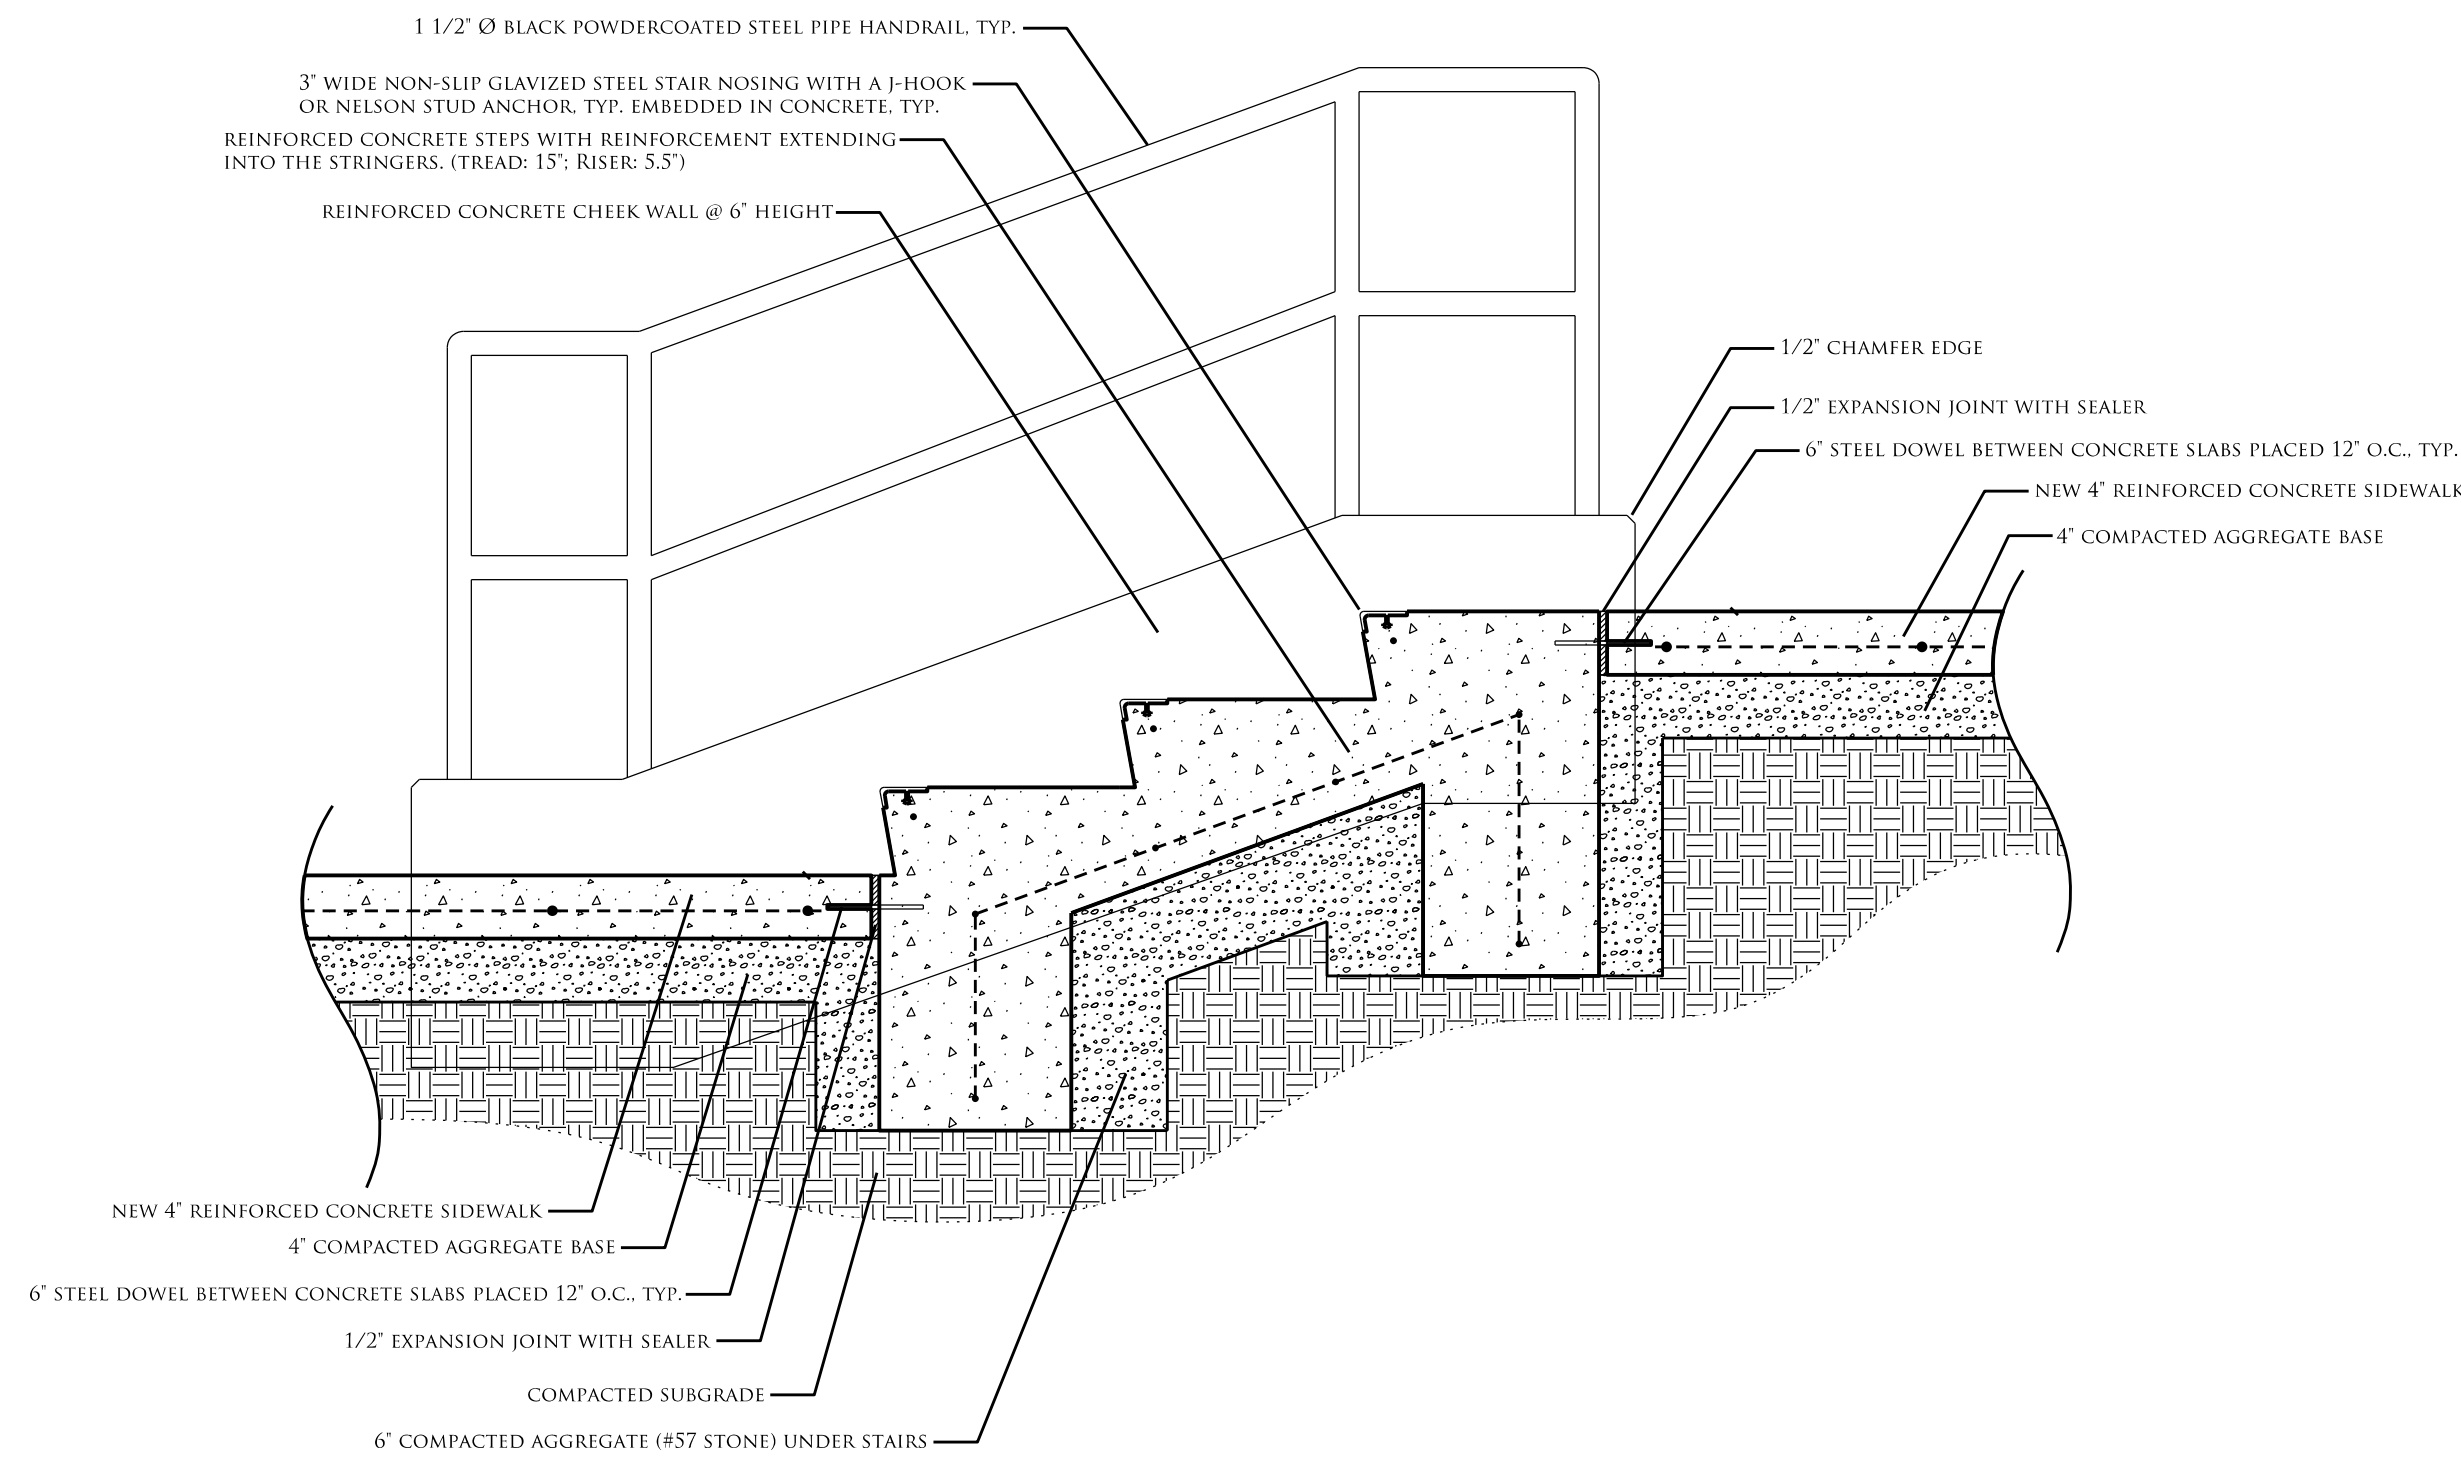 1 1/2" Ø BLACK POWDERCOATED STEEL PIPE HANDRAIL, TYP.
3" WIDE NON-SLIP GLAVIZED STEEL STAIR NOSING WITH A J-HOOK
OR NELSON STUD ANCHOR, TYP. EMBEDDED IN CONCRETE, TYP.
REINFORCED CONCRETE STEPS WITH REINFORCEMENT EXTENDING
INTO THE STRINGERS. (TREAD: 15"; RISER: 5.5")
REINFORCED CONCRETE CHEEK WALL @ 6" HEIGHT
1/2" CHAMFER EDGE
1/2" EXPANSION JOINT WITH SEALER
6" STEEL DOWEL BETWEEN CONCRETE SLABS PLACED 12" O.C., TYP.
NEW 4" REINFORCED CONCRETE SIDEWALK
4" COMPACTED AGGREGATE BASE
NEW 4" REINFORCED CONCRETE SIDEWALK
4" COMPACTED AGGREGATE BASE
6" STEEL DOWEL BETWEEN CONCRETE SLABS PLACED 12" O.C., TYP.
1/2" EXPANSION JOINT WITH SEALER
COMPACTED SUBGRADE
6" COMPACTED AGGREGATE (#57 STONE) UNDER STAIRS